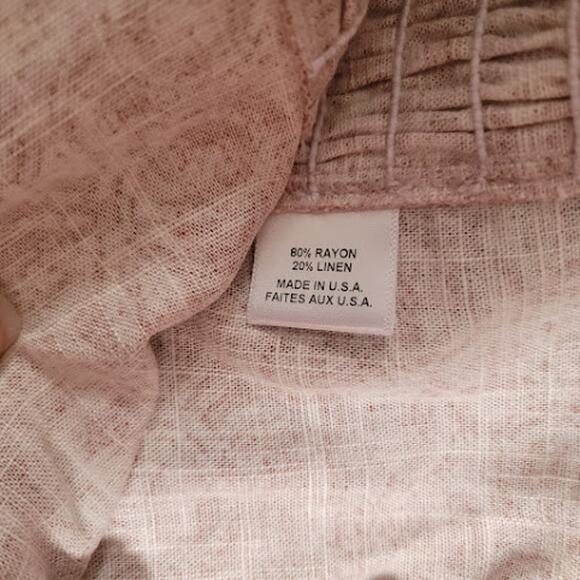 80% RAYON
20% LINEN
MADE IN U.S.A.
FAITES AUX U.S.A.